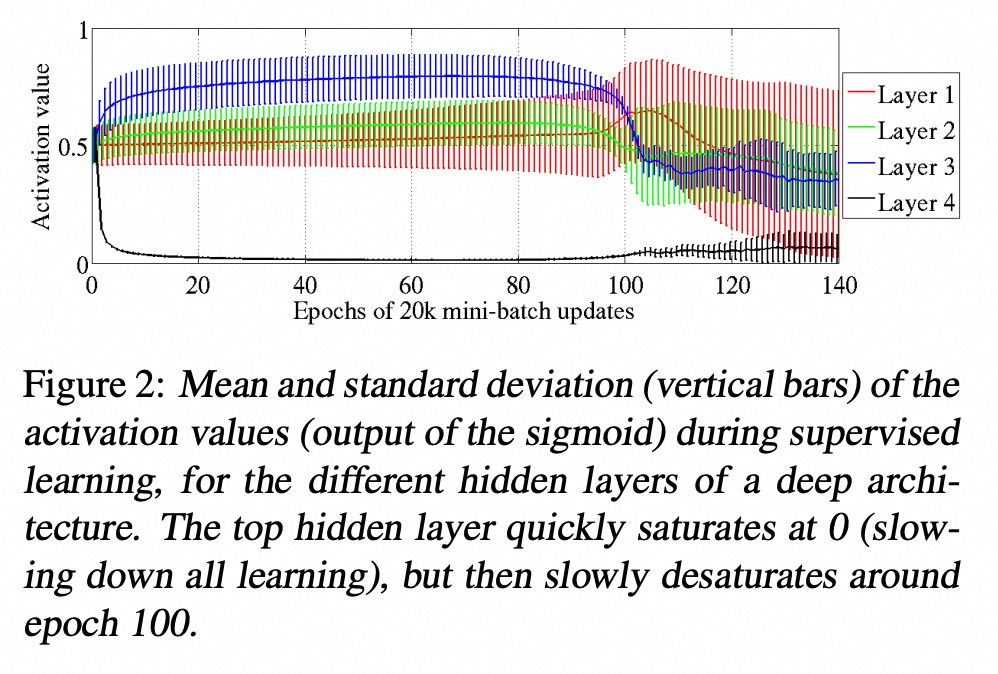 1
Activation value
0.5
0
0 20 40 60 80 100 120 140
Epochs of 20k mini-batch updates
Layer 1
Layer 2
Layer 3
Layer 4
Figure 2: Mean and standard deviation (vertical bars) of the
activation values (output of the sigmoid) during supervised
learning, for the different hidden layers of a deep archi-
tecture. The top hidden layer quickly saturates at 0 (slow-
ing down all learning), but then slowly desaturates around
epoch 100.